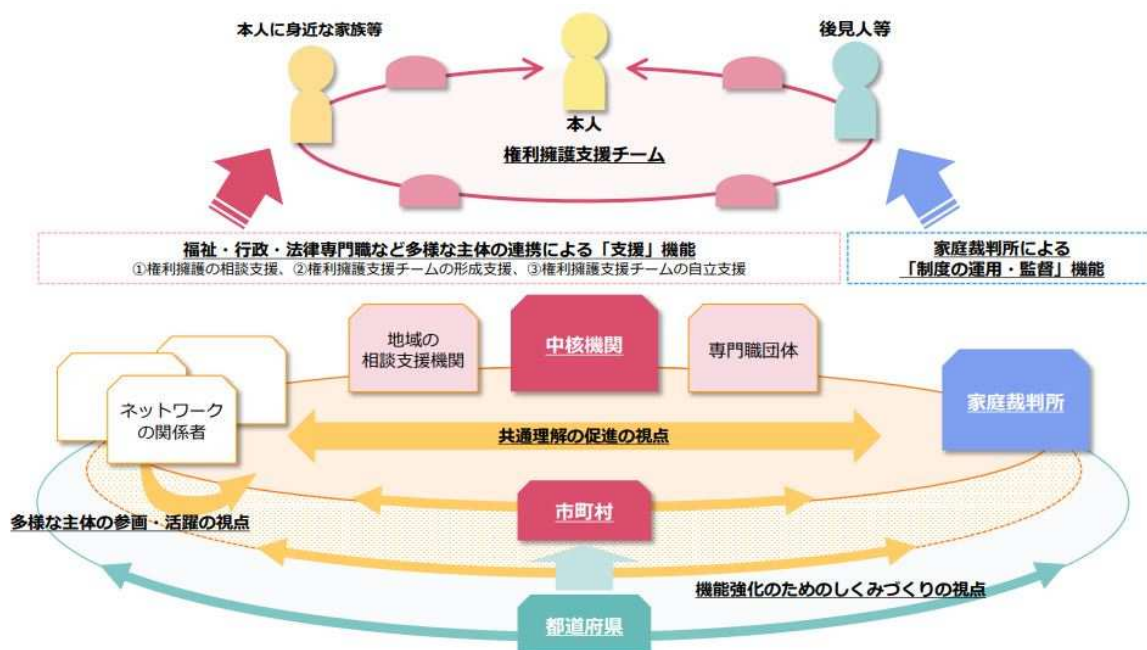 本人に身近な家族等
後見人等
本人
権利擁護支援チーム
福祉・行政・法律専門職など多様な主体の連携による「支援」機能
①権利擁護の相談支援、②権利擁護支援チームの形成支援、③権利擁護支援チームの自立支援
家庭裁判所による
「制度の運用・監督」機能
地域の
相談支援機関
中核機関
専門職団体
ネットワーク
の関係者
家庭裁判所
共通理解の促進の視点
市町村
多様な主体の参画・活躍の視点
機能強化のためのしくみづくりの視点
都道府県